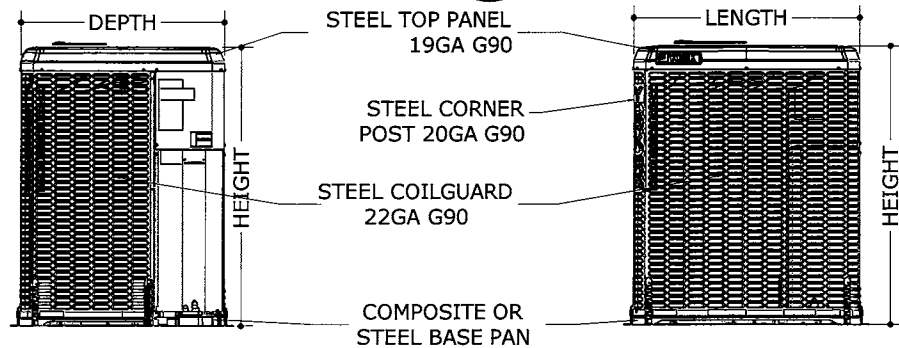 DEPTH
STEEL TOP PANEL
19GA G90
LENGTH
STEEL CORNER
POST 20GA G90
HEIGHT
HEIGHT
STEEL COILGUARD
22GA G90
COMPOSITE OR
STEEL BASE PAN